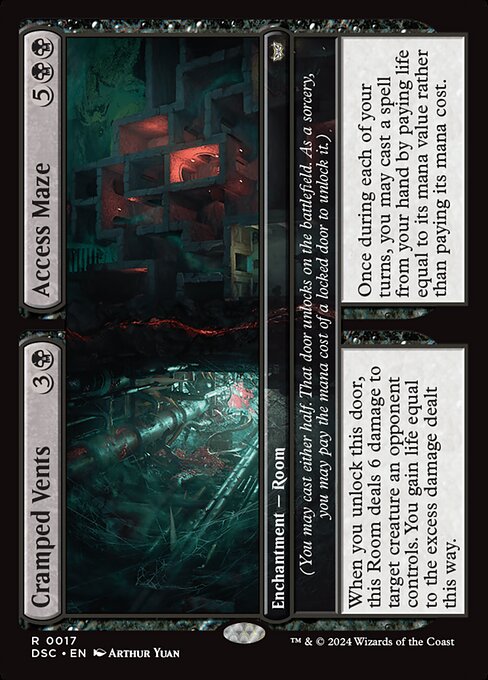 Cramped Vents 3
When you unlock this door,
this Room deals 6 damage to
target creature an opponent
controls. You gain life equal
to the excess damage dealt
this way.
Access Maze 5
Once during each of your
turns, you may cast a spell
from your hand by paying life
equal to its mana value rather
than paying its mana cost.
Enchantment — Room
(You may cast either half. That door unlocks on the battlefield. As a sorcery,
you may pay the mana cost of a locked door to unlock it.)
R 0017
DSC • EN Arthur Yuan
™ & © 2024 Wizards of the Coast